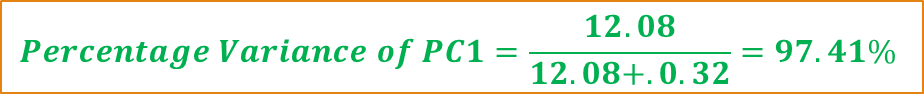 Percentage Variance of PC1 = 12.08 / 12.08+.0.32 = 97.41%